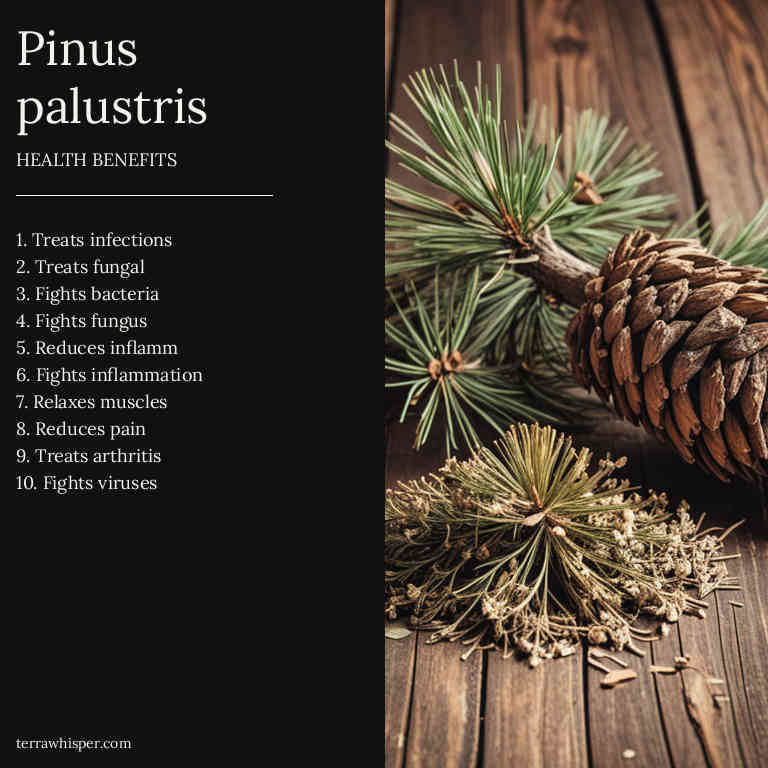 Pinus
palustris
HEALTH BENEFITS
1. Treats infections
2. Treats fungal
3. Fights bacteria
4. Fights fungus
5. Reduces inflamm
6. Fights inflammation
7. Relaxes muscles
8. Reduces pain
9. Treats arthritis
10. Fights viruses
terrawhisper.com